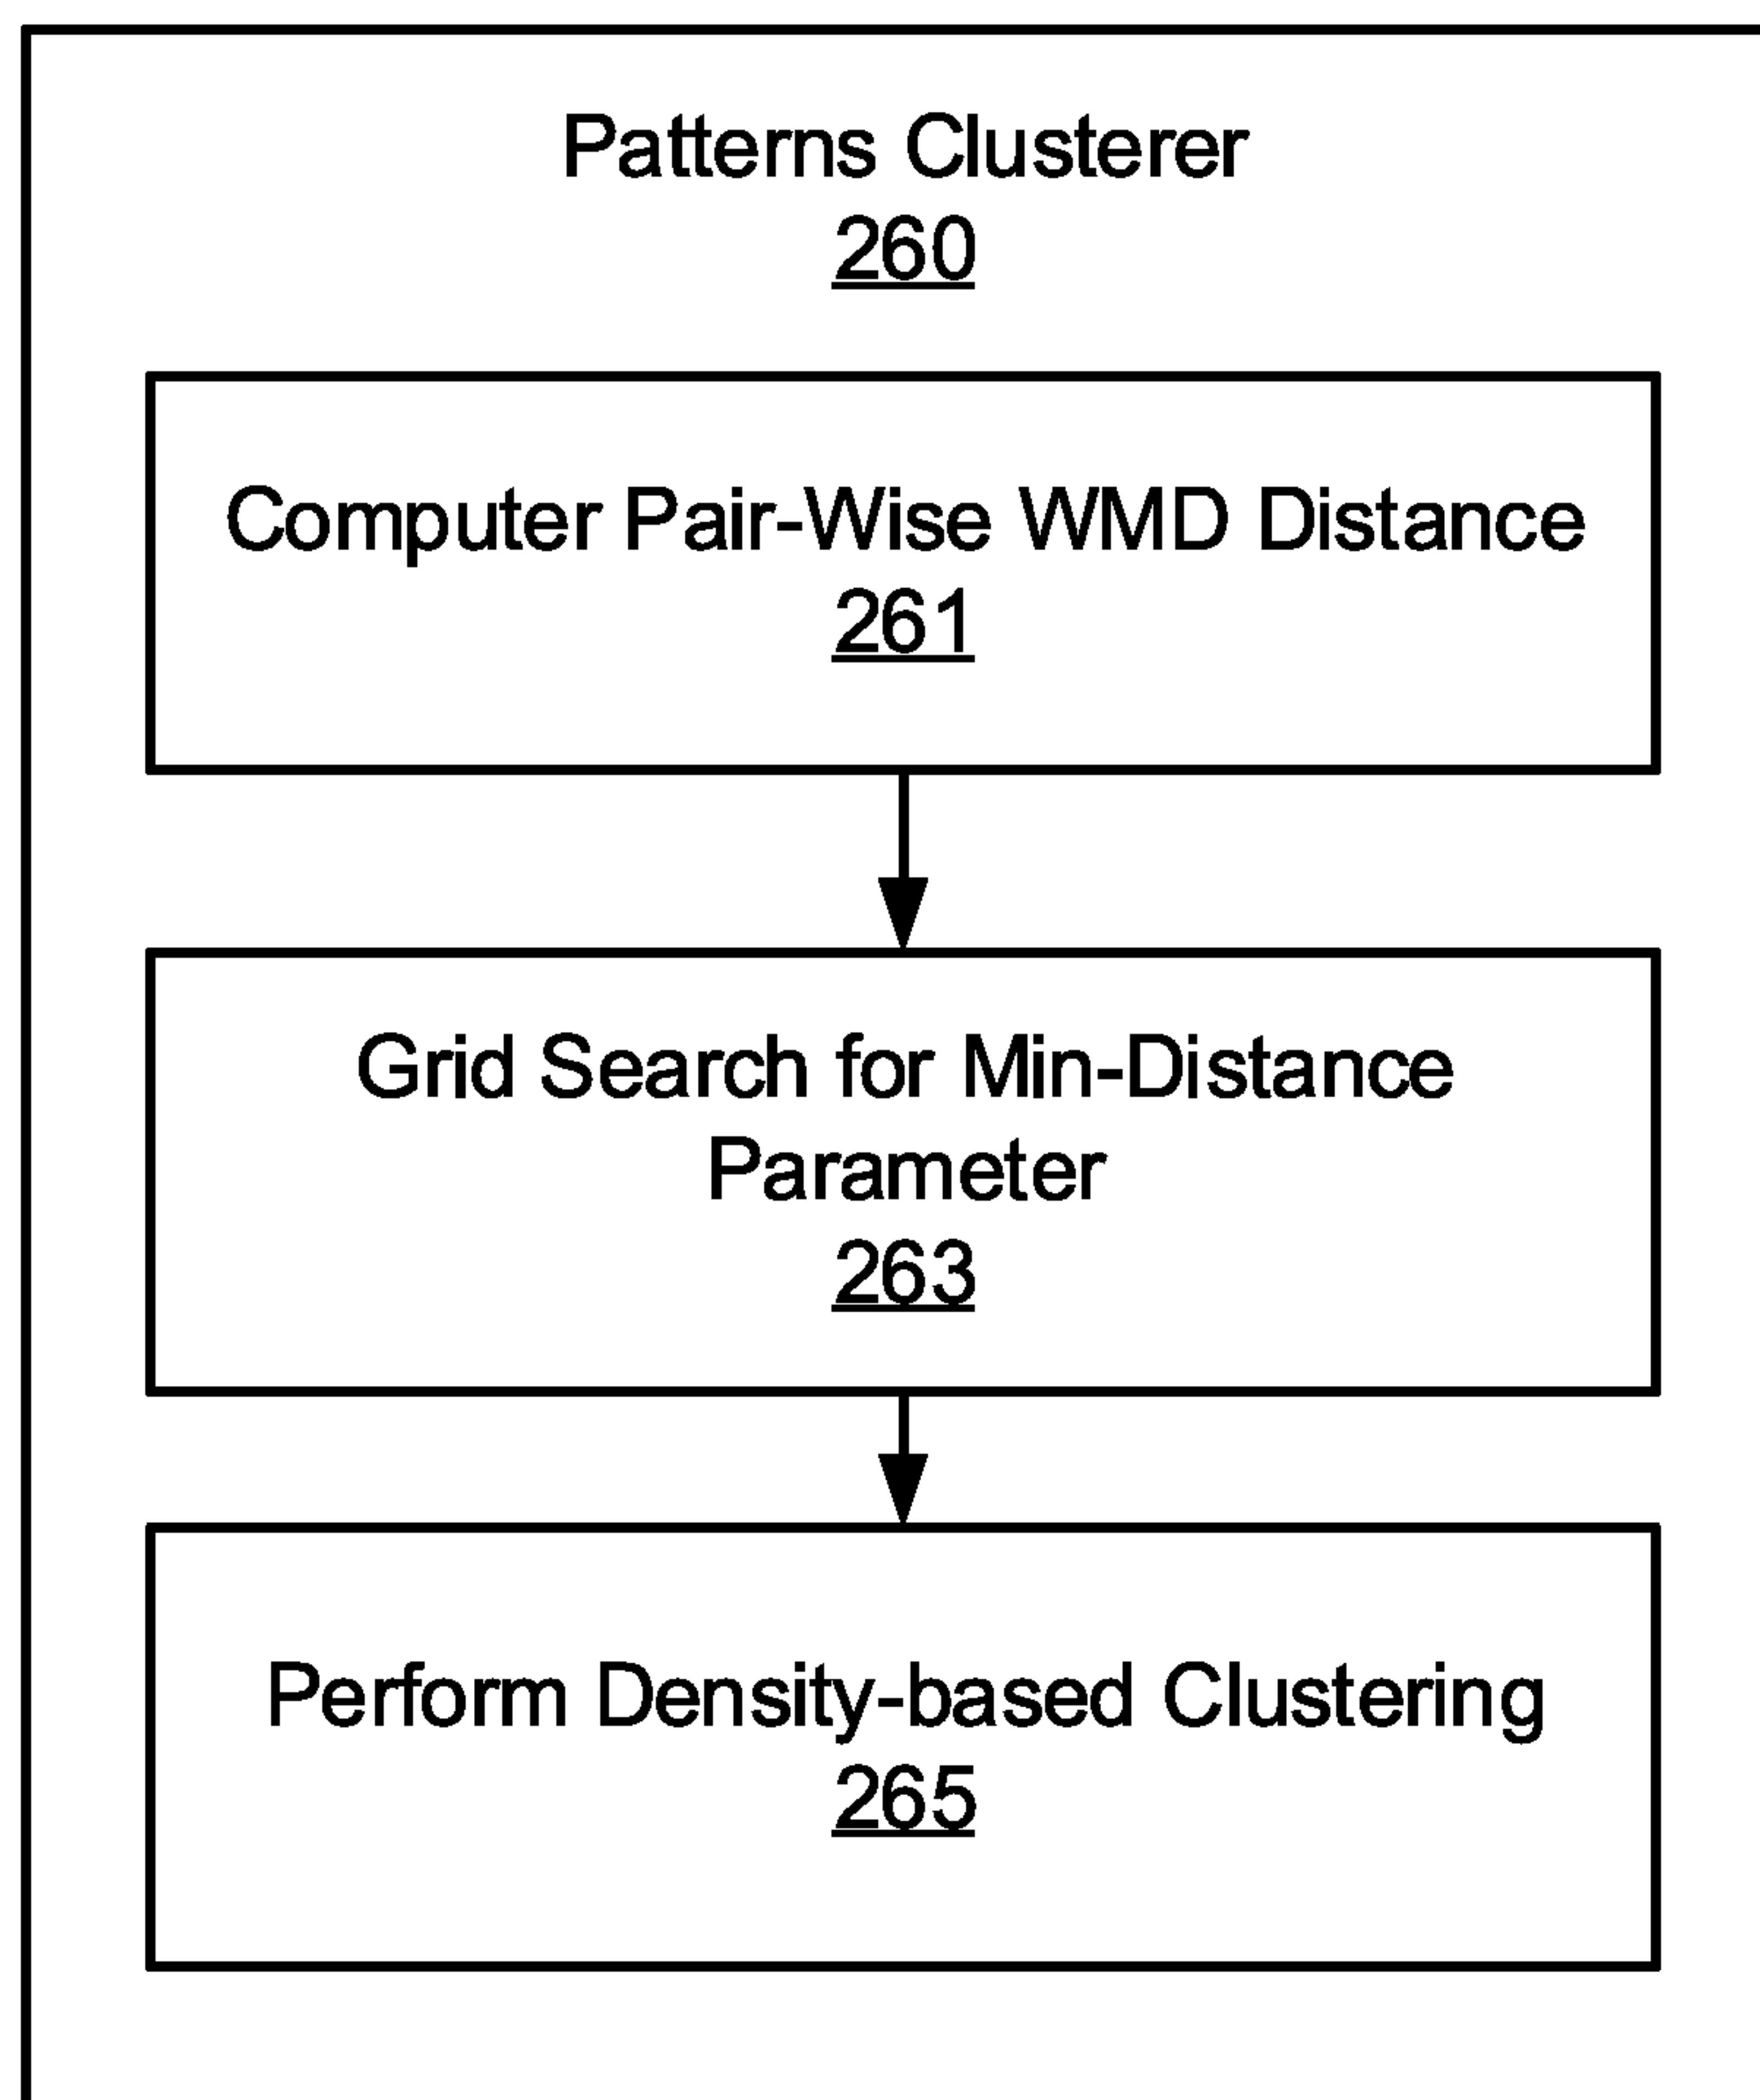 Patterns Clusterer
260
Computer Pair-Wise WMD Distance
261
Grid Search for Min-Distance
Parameter
263
Perform Density-based Clustering
265